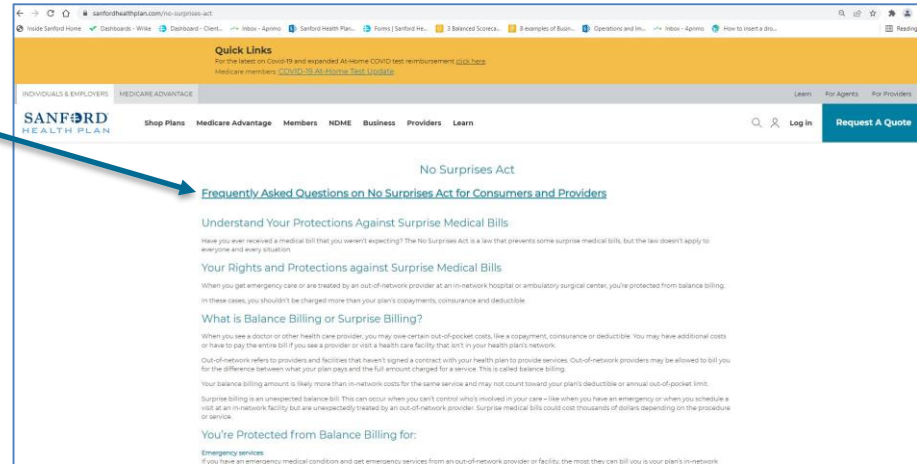 sanfordhealthplan.com/no-surprises-act
Inside Sanford Home Dashboards - Wrike Dashboard - Client... Inbox - Aprimo Sanford Health Plan... Forms | Sanford He... 3 Balanced Scoreca... 8 examples of Busin... Operations and Im... Inbox - Aprimo How to insert a dro... Reading
Quick Links
For the latest on Covid-19 and expanded At-Home COVID test reimbursement click here.
Medicare members: COVID-19 At-Home Test Update
INDIVIDUALS & EMPLOYERS MEDICARE ADVANTAGE Learn For Agents For Providers
SANFORD
HEALTH PLAN
Shop Plans Medicare Advantage Members NDME Business Providers Learn Log in Request A Quote
No Surprises Act
Frequently Asked Questions on No Surprises Act for Consumers and Providers
Understand Your Protections Against Surprise Medical Bills
Have you ever received a medical bill that you weren't expecting? The No Surprises Act is a law that prevents some surprise medical bills, but the law doesn't apply to
everyone and every situation.
Your Rights and Protections against Surprise Medical Bills
When you get emergency care or are treated by an out-of-network provider at an in-network hospital or ambulatory surgical center, you're protected from balance billing.
In these cases, you shouldn't be charged more than your plan's copayments, coinsurance and deductible.
What is Balance Billing or Surprise Billing?
When you see a doctor or other health care provider, you may owe certain out-of-pocket costs, like a copayment, coinsurance or deductible. You may have additional costs
or have to pay the entire bill if you see a provider or visit a health care facility that isn't in your health plan's network.
Out-of-network refers to providers and facilities that haven't signed a contract with your health plan to provide services. Out-of-network providers may be allowed to bill you
for the difference between what your plan pays and the full amount charged for a service. This is called balance billing.
Your balance billing amount is likely more than in-network costs for the same service and may not count toward your plan's deductible or annual out-of-pocket limit.
Surprise billing is an unexpected balance bill. This can occur when you can't control who's involved in your care – like when you have an emergency or when you schedule a
visit at an in-network facility but are unexpectedly treated by an out-of-network provider. Surprise medical bills could cost thousands of dollars depending on the procedure
or service.
You're Protected from Balance Billing for:
Emergency services
If you have an emergency medical condition and get emergency services from an out-of-network provider or facility, the most they can bill you is your plan's in-network